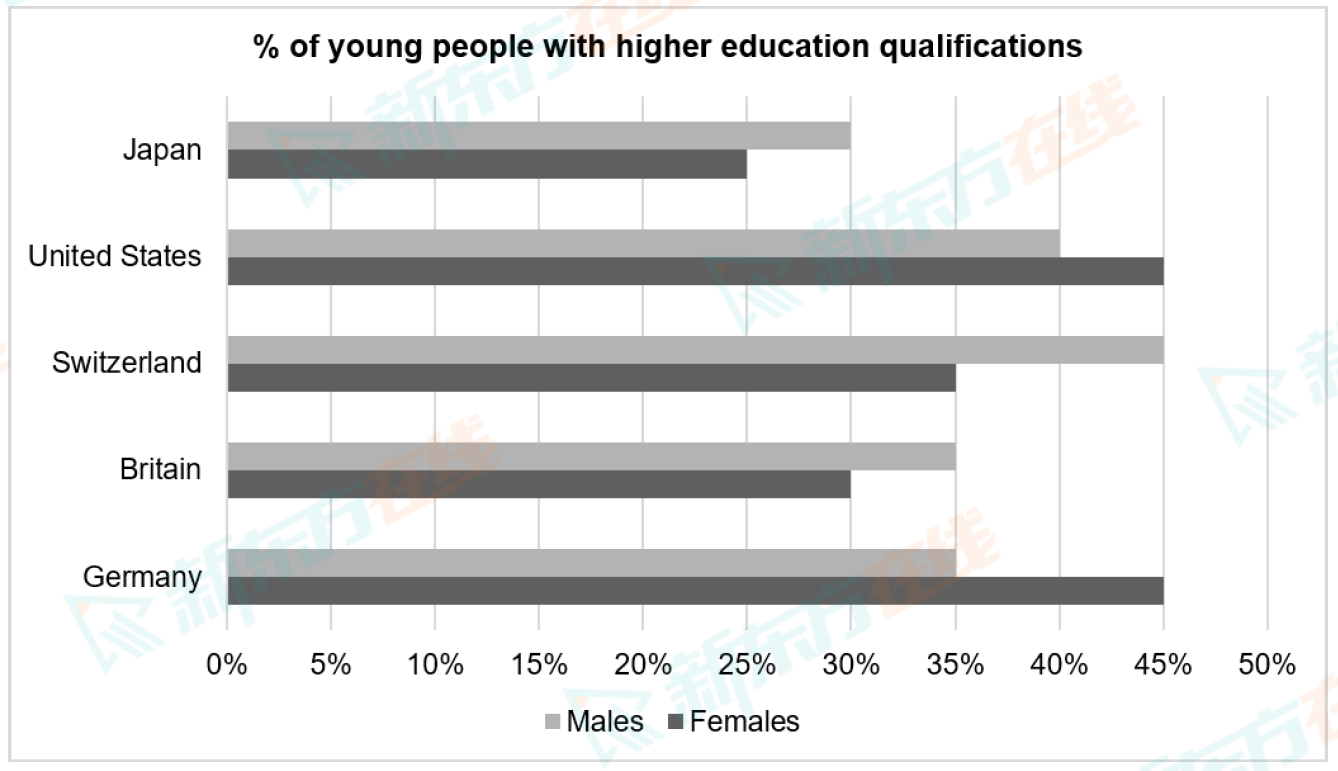 % of young people with higher education qualifications
Japan
United States
Switzerland
Britain
Germany
0% 5% 10% 15% 20% 25% 30% 35% 40% 45% 50%
Males Females
新东方在线
新东方在线
新东方在线
新东方在线